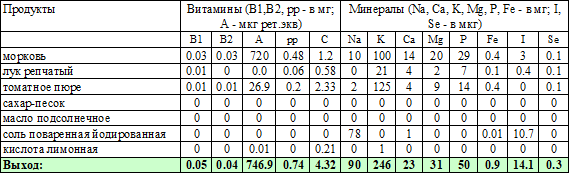 Продукты Витамины (B1,B2, pp - в мг; Минералы (Na, Ca, K, Mg, P, Fe - в мг; I,
A - мкг рет.экв) Se - в мкг)
B1 B2 A pp C Na K Ca Mg P Fe I Se
морковь 0.03 0.03 720 0.48 1.2 10 100 14 20 29 0.4 3 0.1
лук репчатый 0.01 0 0.0 0.06 0.58 0 21 4 2 7 0.1 0.4 0.1
томатное пюре 0.01 0.01 26.9 0.2 2.33 2 125 4 9 14 0.4 0 0.1
сахар-песок 0 0 0 0 0 0 0 0 0 0 0 0 0
масло подсолнечное 0 0 0 0 0 0 0 0 0 0 0 0 0
соль поваренная йодированная 0 0 0 0 0 78 0 1 0 0 0.01 10.7 0
кислота лимонная 0 0 0.01 0 0.21 0 1 0 0 0 0 0 0
Выход: 0.05 0.04 746.9 0.74 4.32 90 246 23 31 50 0.9 14.1 0.3